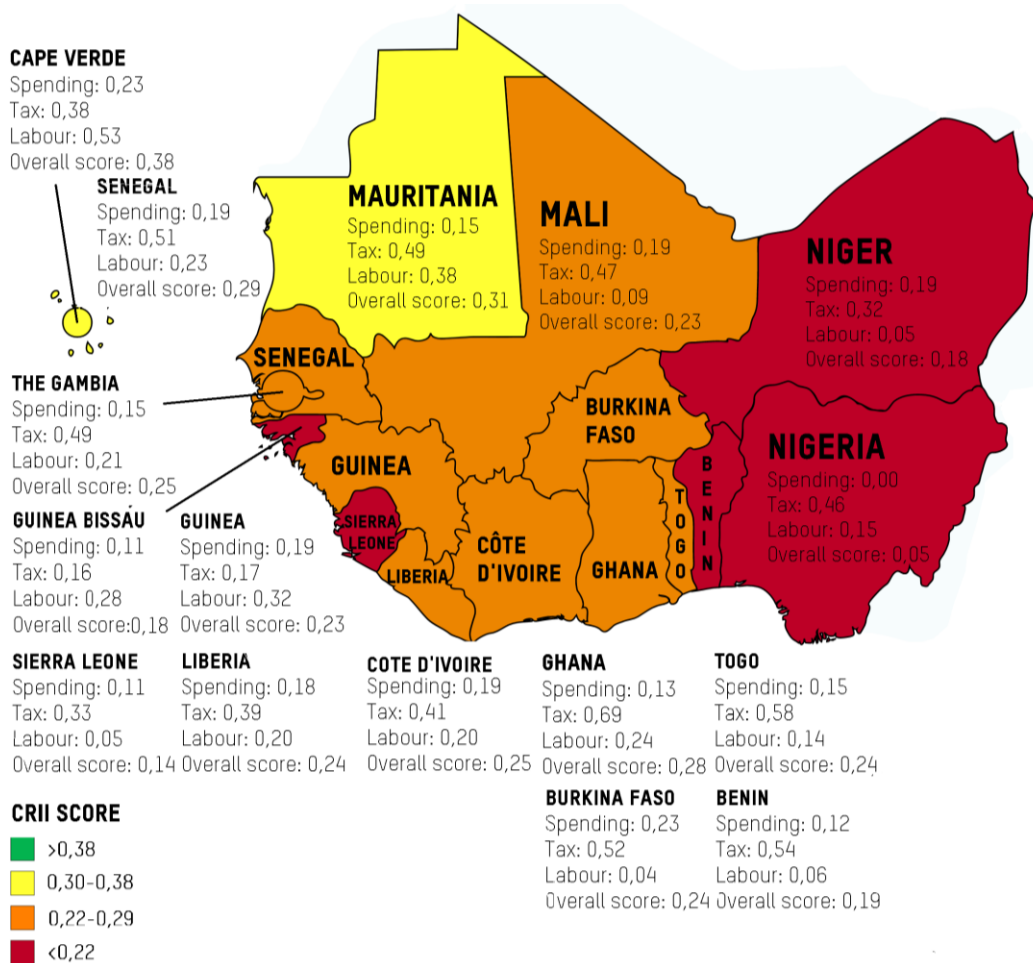 CAPE VERDE
Spending: 0,23
Tax: 0,38
Labour: 0,53
Overall score: 0,38
SENEGAL
Spending: 0,19
Tax: 0,51
Labour: 0,23
Overall score: 0,29
MAURITANIA
Spending: 0,15
Tax: 0,49
Labour: 0,38
Overall score: 0,31
MALI
Spending: 0,19
Tax: 0,47
Labour: 0,09
Overall score: 0,23
NIGER
Spending: 0,19
Tax: 0,32
Labour: 0,05
Overall score: 0,18
SENEGAL
THE GAMBIA
Spending: 0,15
Tax: 0,49
Labour: 0,21
Overall score: 0,25
BURKINA
FASO
NIGERIA
Spending: 0,00
Tax: 0,46
Labour: 0,15
Overall score: 0,05
GUINEA
BENIN
TOGO
SIERRA
LEONE
LIBERIA
CÔTE
D'IVOIRE
GHANA
GUINEA BISSAU
Spending: 0,11
Tax: 0,16
Labour: 0,28
Overall score:0,18
GUINEA
Spending: 0,19
Tax: 0,17
Labour: 0,32
Overall score: 0,23
SIERRA LEONE
Spending: 0,11
Tax: 0,33
Labour: 0,05
Overall score: 0,14
LIBERIA
Spending: 0,18
Tax: 0,39
Labour: 0,20
Overall score: 0,24
COTE D'IVOIRE
Spending: 0,19
Tax: 0,41
Labour: 0,20
Overall score: 0,25
GHANA
Spending: 0,13
Tax: 0,69
Labour: 0,24
Overall score: 0,28
TOGO
Spending: 0,15
Tax: 0,58
Labour: 0,14
Overall score: 0,24
BURKINA FASO
Spending: 0,23
Tax: 0,52
Labour: 0,04
Overall score: 0,24
BENIN
Spending: 0,12
Tax: 0,54
Labour: 0,06
Overall score: 0,19
CRII SCORE
>0,38
0,30-0,38
0,22-0,29
<0,22